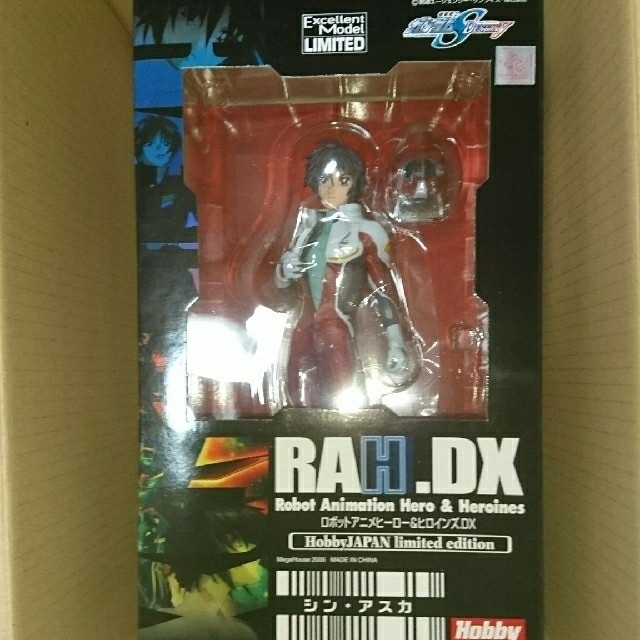 Excellent
Model
LIMITED
RAH.DX
Robot Animation Hero & Heroines
ロボットアニメヒーロー&ヒロインズDX
HobbyJAPAN limited edition
MegaHouse 2006 MADE IN CHINA
シン・アスカ
Hobby